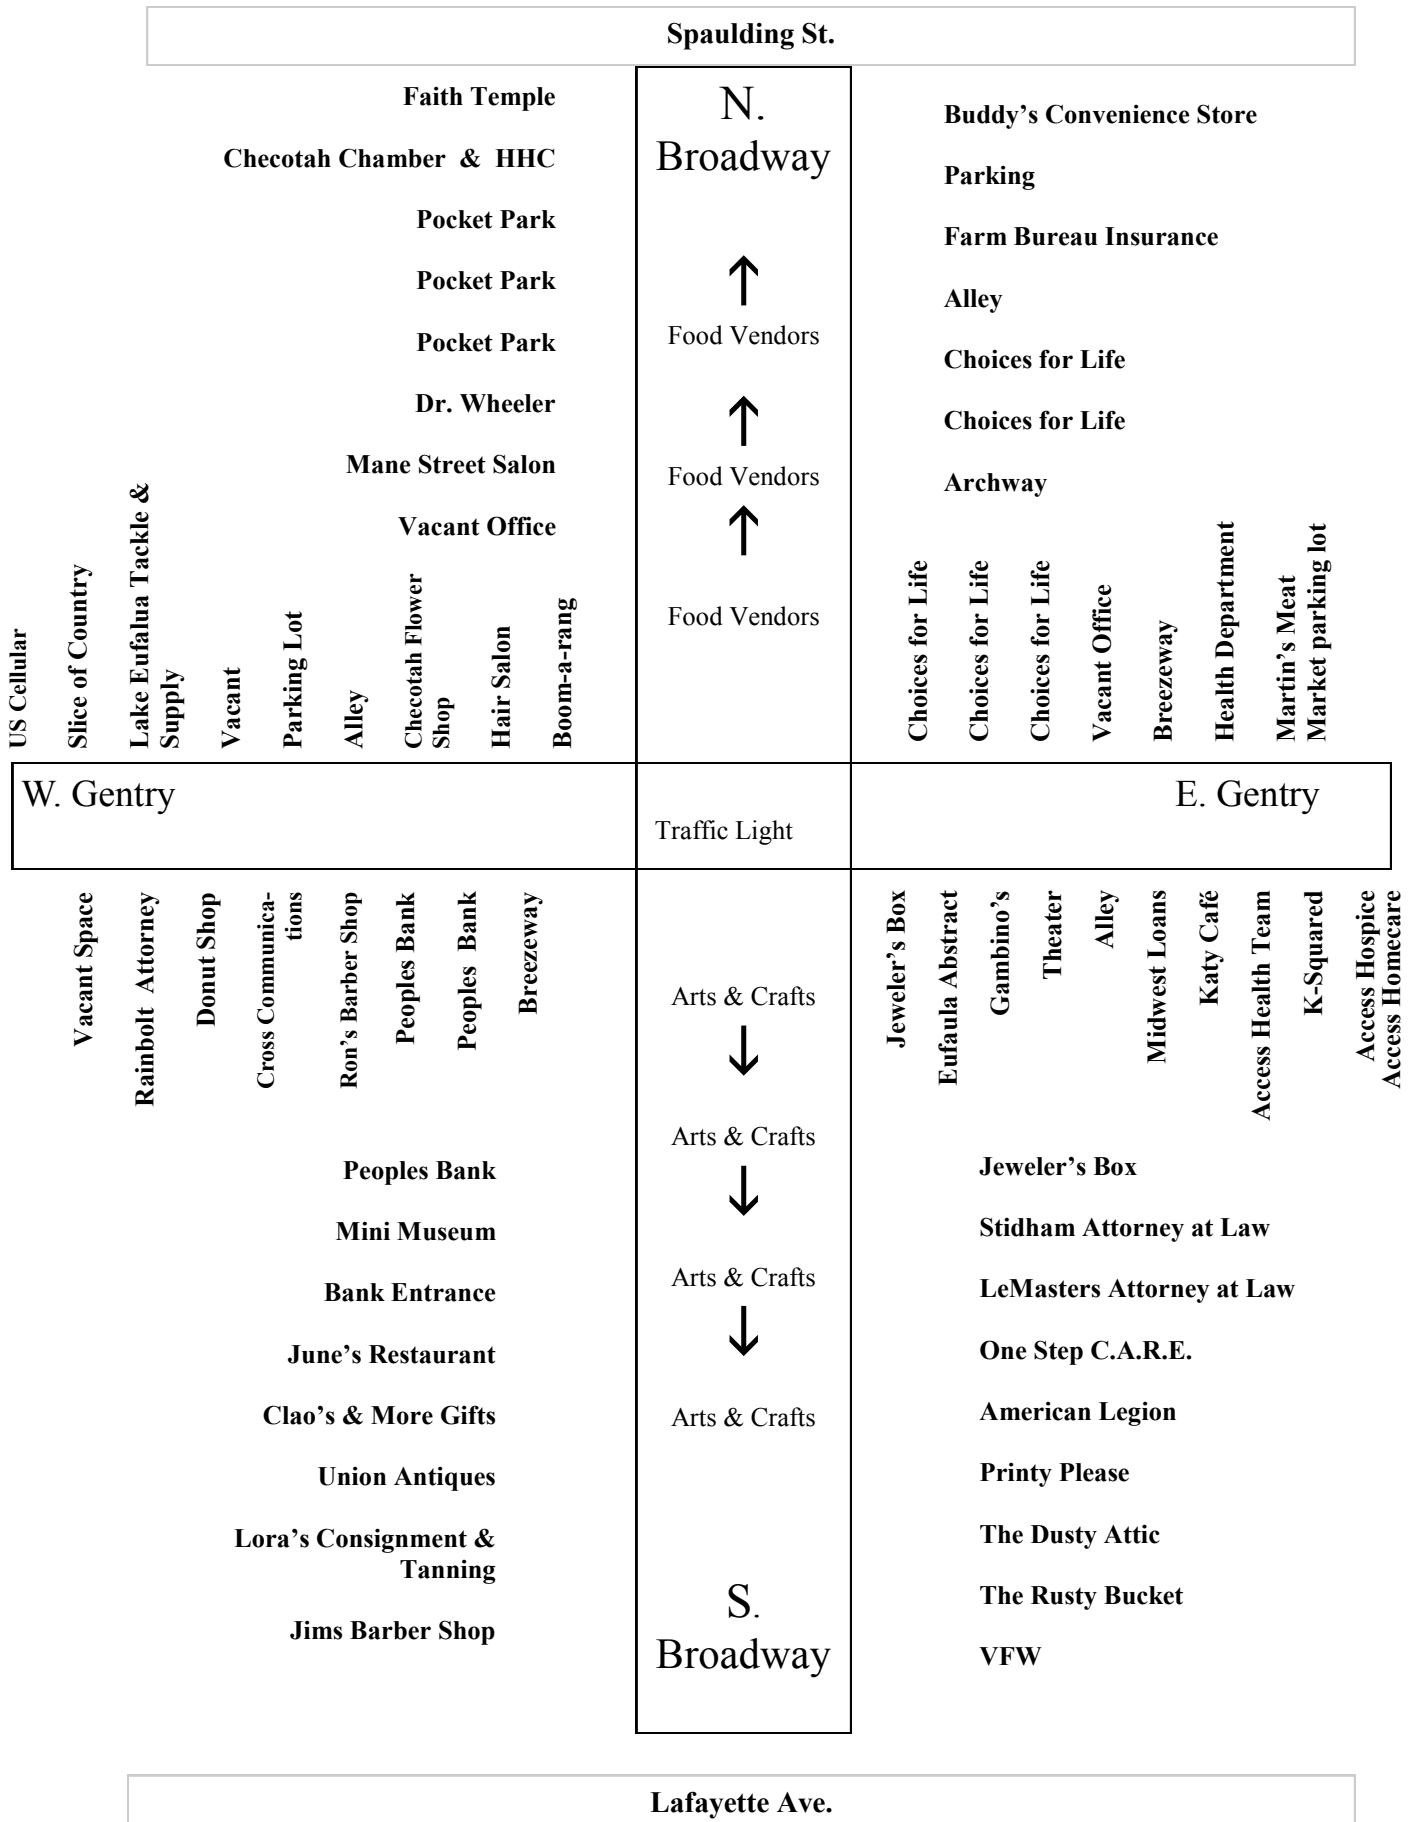 Spaulding St.
N.
Broadway
Faith Temple
Checotah Chamber & HHC
Pocket Park
Pocket Park
Pocket Park
Dr. Wheeler
Mane Street Salon
Vacant Office
Buddy’s Convenience Store
Parking
Farm Bureau Insurance
Alley
Choices for Life
Choices for Life
Archway
↑
Food Vendors
↑
Food Vendors
↑
Food Vendors
US Cellular
Slice of Country
Lake Eufalua Tackle &
Supply
Vacant
Parking Lot
Alley
Checotah Flower
Shop
Hair Salon
Boom-a-rang
Choices for Life
Choices for Life
Choices for Life
Vacant Office
Breezeway
Health Department
Martin’s Meat
Market parking lot
W. Gentry
Traffic Light
E. Gentry
Vacant Space
Rainbolt Attorney
Donut Shop
Cross Communica-
tions
Ron’s Barber Shop
Peoples Bank
Peoples Bank
Breezeway
Jeweler’s Box
Eufaula Abstract
Gambino’s
Theater
Alley
Midwest Loans
Katy Café
Access Health Team
K-Squared
Access Hospice
Access Homecare
Arts & Crafts
↓
Arts & Crafts
↓
Arts & Crafts
↓
Arts & Crafts
Peoples Bank
Mini Museum
Bank Entrance
June’s Restaurant
Clao’s & More Gifts
Union Antiques
Lora’s Consignment &
Tanning
Jims Barber Shop
Jeweler’s Box
Stidham Attorney at Law
LeMasters Attorney at Law
One Step C.A.R.E.
American Legion
Printy Please
The Dusty Attic
The Rusty Bucket
VFW
S.
Broadway
Lafayette Ave.